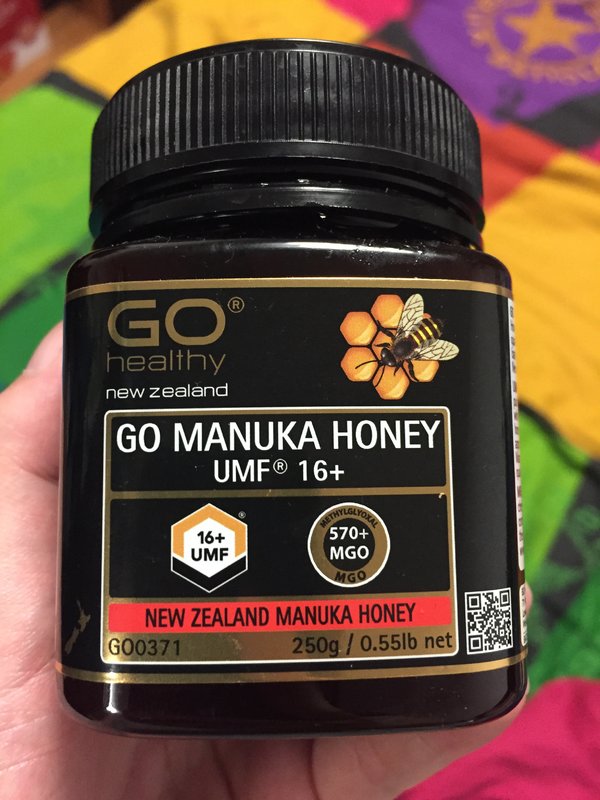 GO®
healthy
new zealand
GO MANUKA HONEY
UMF® 16+
16+
UMF
®
METHYLGLYOXAL
570+
MGO
MGO
NEW ZEALAND MANUKA HONEY
GO0371
250g / 0.55lb net